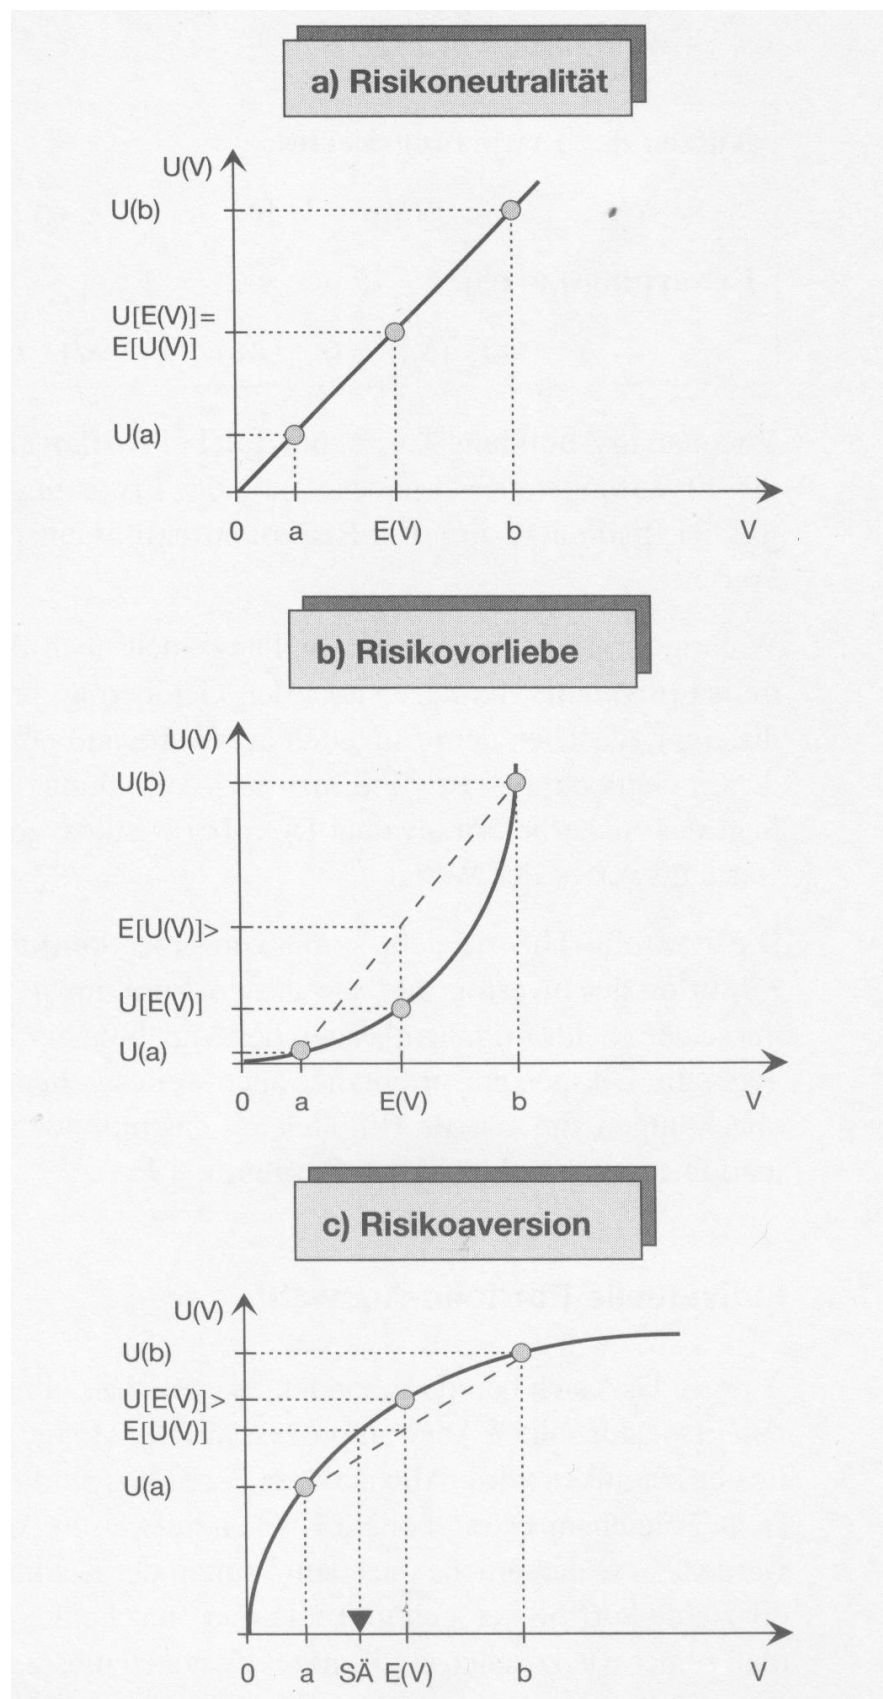 a) Risikoneutralität
U(V)
U(b)
U[E(V)]=
E[U(V)]
U(a)
0 a E(V) b V
b) Risikovorliebe
U(V)
U(b)
E[U(V)]>
U[E(V)]
U(a)
0 a E(V) b V
c) Risikoaversion
U(V)
U(b)
U[E(V)]>
E[U(V)]
U(a)
0 a SÄ E(V) b V